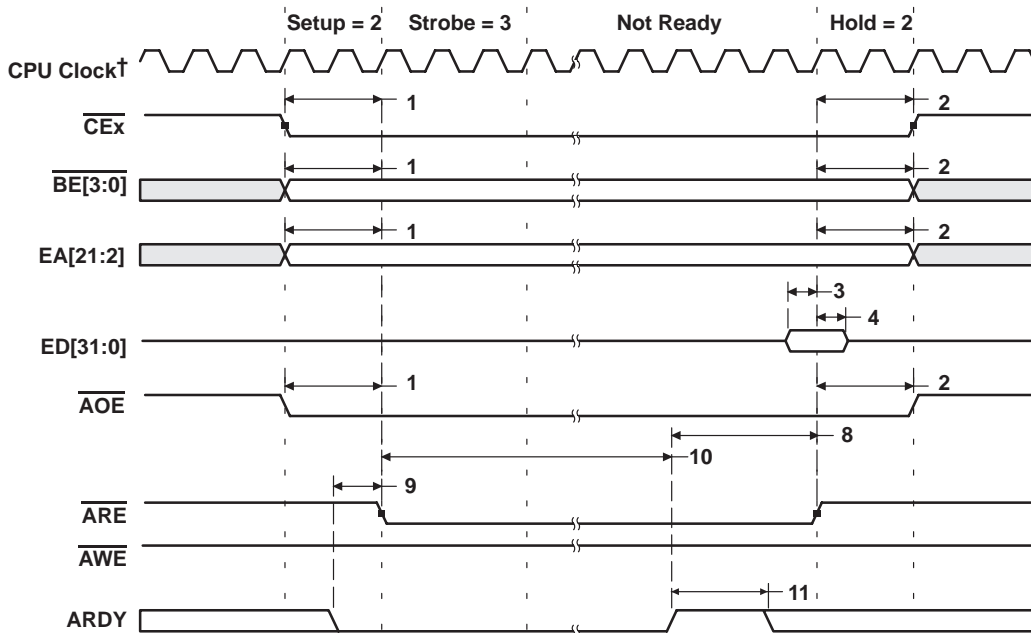 Setup = 2 Strobe = 3 Not Ready Hold = 2
CPU Clock†
1 2
CEx
1 2
BE[3:0]
1 2
EA[21:2]
3
4
ED[31:0]
1 2
AOE
8
10
9
ARE
AWE
11
ARDY